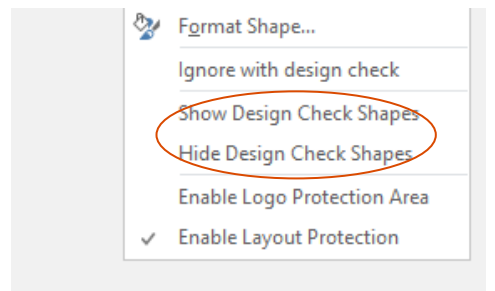 Format Shape...
Ignore with design check
Show Design Check Shapes
Hide Design Check Shapes
Enable Logo Protection Area
Enable Layout Protection